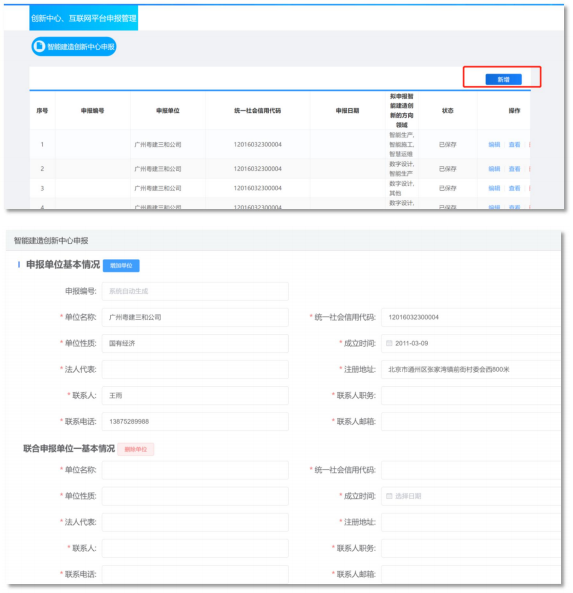 创新中心、互联网平台申报管理
智能建造创新中心申报
新增
序号 申报编号 申报单位 统一社会信用代码 申报日期 拟申报智能建造创新的方向领域 状态 操作
1 广州粤建三和公司 12016032300004 智能生产,智能施工,智慧运维 已保存 编辑 查看
2 广州粤建三和公司 12016032300004 数字设计,智能生产 已保存 编辑 查看
3 广州粤建三和公司 12016032300004 数字设计,其他 已保存 编辑 查看
4 广州粤建三和公司 12016032300004 数字设计, 已保存 编辑 查看
智能建造创新中心申报
申报单位基本情况 增加单位
申报编号: 系统自动生成
* 单位名称: 广州粤建三和公司 * 统一社会信用代码: 12016032300004
* 单位性质: 国有经济 * 成立时间: 2011-03-09
* 法人代表: * 注册地址: 北京市通州区张家湾镇前街村委会西800米
* 联系人: 王雨 * 联系人职务:
* 联系电话: 13875289988 * 联系人邮箱:
联合申报单位一基本情况 删除单位
* 单位名称: * 统一社会信用代码:
* 单位性质: * 成立时间: 选择日期
* 法人代表: * 注册地址:
* 联系人: * 联系人职务:
* 联系电话: * 联系人邮箱: